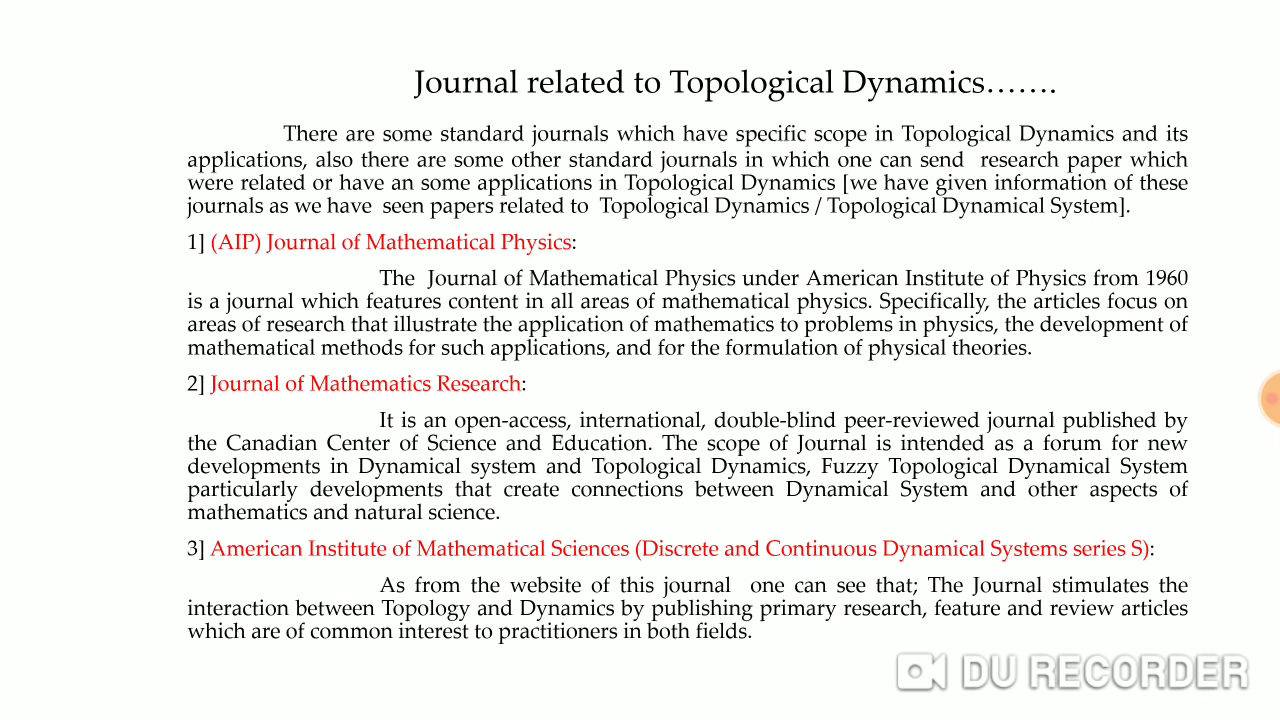 Journal related to Topological Dynamics…….
There are some standard journals which have specific scope in Topological Dynamics and its
applications, also there are some other standard journals in which one can send research paper which
were related or have an some applications in Topological Dynamics [we have given information of these
journals as we have seen papers related to Topological Dynamics / Topological Dynamical System].
1] (AIP) Journal of Mathematical Physics:
The Journal of Mathematical Physics under American Institute of Physics from 1960
is a journal which features content in all areas of mathematical physics. Specifically, the articles focus on
areas of research that illustrate the application of mathematics to problems in physics, the development of
mathematical methods for such applications, and for the formulation of physical theories.
2] Journal of Mathematics Research:
It is an open-access, international, double-blind peer-reviewed journal published by
the Canadian Center of Science and Education. The scope of Journal is intended as a forum for new
developments in Dynamical system and Topological Dynamics, Fuzzy Topological Dynamical System
particularly developments that create connections between Dynamical System and other aspects of
mathematics and natural science.
3] American Institute of Mathematical Sciences (Discrete and Continuous Dynamical Systems series S):
As from the website of this journal one can see that; The Journal stimulates the
interaction between Topology and Dynamics by publishing primary research, feature and review articles
which are of common interest to practitioners in both fields.
DU RECORDER